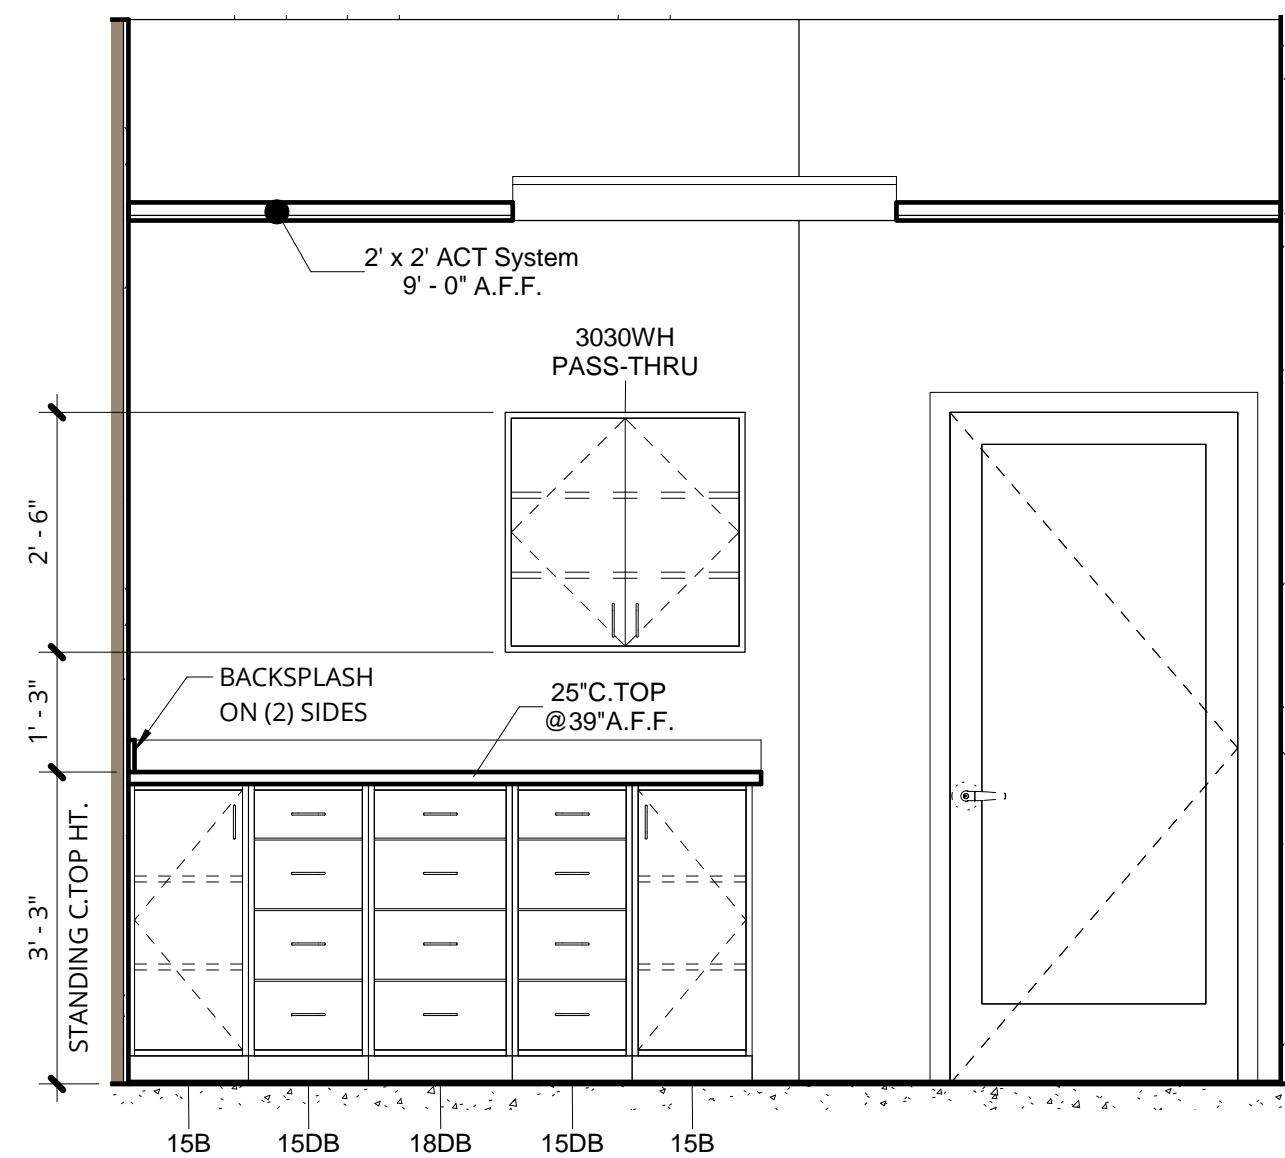 2' x 2' ACT System
9' - 0" A.F.F.
3030WH
PASS-THRU
2' - 6"
BACKSPLASH
ON (2) SIDES
1' - 3"
25"C.TOP
@39"A.F.F.
3' - 3"
STANDING C.TOP HT.
15B
15DB
18DB
15DB
15B